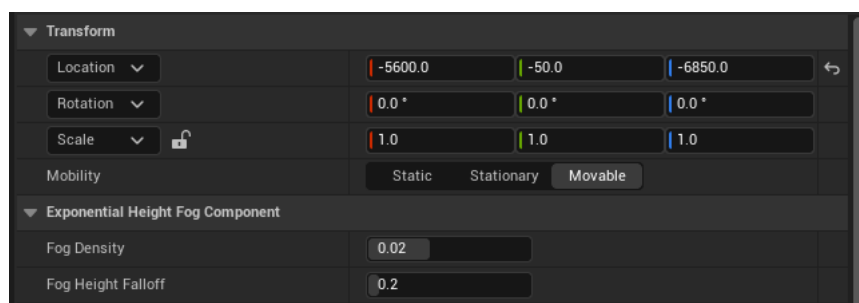 Transform
Location -5600.0 -50.0 -6850.0
Rotation 0.0 ° 0.0 ° 0.0 °
Scale 1.0 1.0 1.0
Mobility Static Stationary Movable
Exponential Height Fog Component
Fog Density 0.02
Fog Height Falloff 0.2